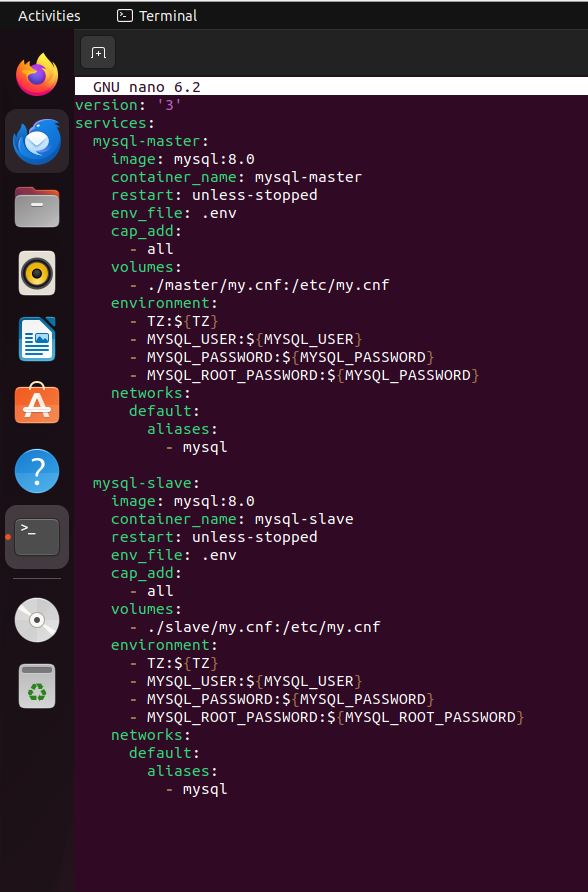 Activities
Terminal
GNU nano 6.2
version: '3'
services:
  mysql-master:
    image: mysql:8.0
    container_name: mysql-master
    restart: unless-stopped
    env_file: .env
    cap_add:
      - all
    volumes:
      - ./master/my.cnf:/etc/my.cnf
    environment:
      - TZ:${TZ}
      - MYSQL_USER:${MYSQL_USER}
      - MYSQL_PASSWORD:${MYSQL_PASSWORD}
      - MYSQL_ROOT_PASSWORD:${MYSQL_PASSWORD}
    networks:
      default:
        aliases:
          - mysql

  mysql-slave:
    image: mysql:8.0
    container_name: mysql-slave
    restart: unless-stopped
    env_file: .env
    cap_add:
      - all
    volumes:
      - ./slave/my.cnf:/etc/my.cnf
    environment:
      - TZ:${TZ}
      - MYSQL_USER:${MYSQL_USER}
      - MYSQL_PASSWORD:${MYSQL_PASSWORD}
      - MYSQL_ROOT_PASSWORD:${MYSQL_ROOT_PASSWORD}
    networks:
      default:
        aliases:
          - mysql